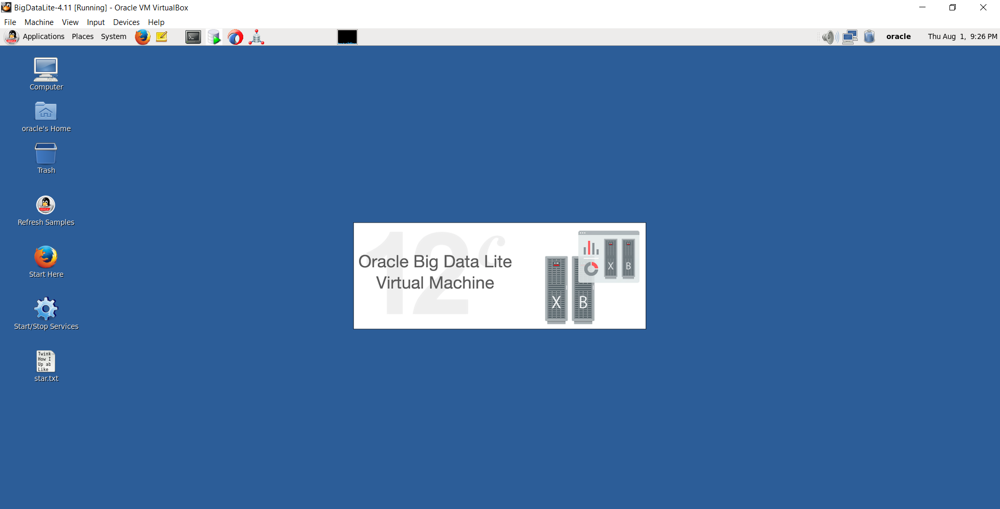 BigDataLite-4.11 [Running] - Oracle VM VirtualBox
File Machine View Input Devices Help
Applications Places System oracle Thu Aug 1, 9:26 PM
Computer
oracle's Home
Trash
Refresh Samples
Start Here
Start/Stop Services
Twink
How I
Up ab
Like
star.txt
12c
Oracle Big Data Lite
Virtual Machine
X B
X B